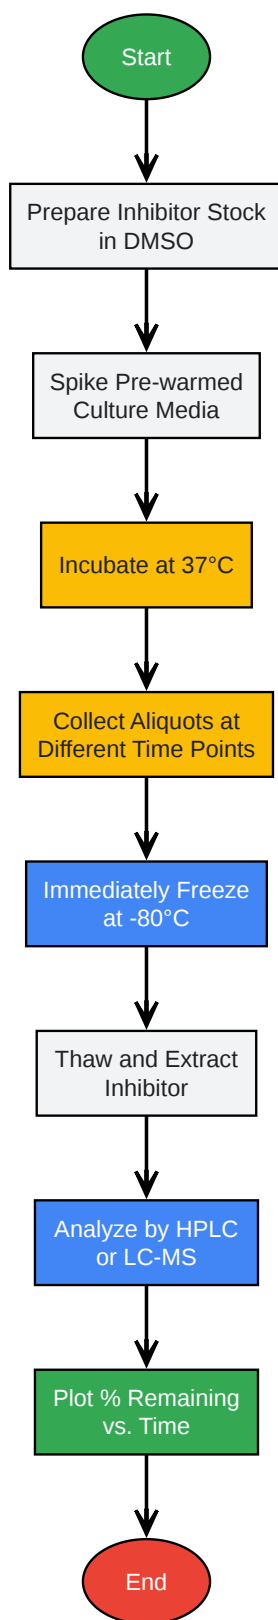 Start
Prepare Inhibitor Stock
in DMSO
Spike Pre-warmed
Culture Media
Incubate at 37°C
Collect Aliquots at
Different Time Points
Immediately Freeze
at -80°C
Thaw and Extract
Inhibitor
Analyze by HPLC
or LC-MS
Plot % Remaining
vs. Time
End